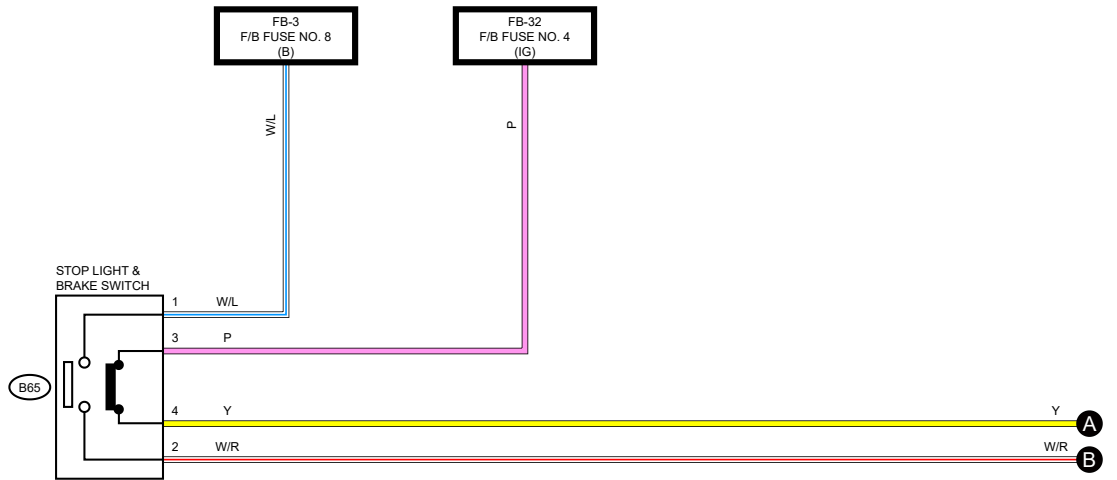 FB-3
F/B FUSE NO. 8
(B)
FB-32
F/B FUSE NO. 4
(IG)
W/L
P
STOP LIGHT &
BRAKE SWITCH
1 W/L
3 P
B65
4 Y Y A
2 W/R W/R B